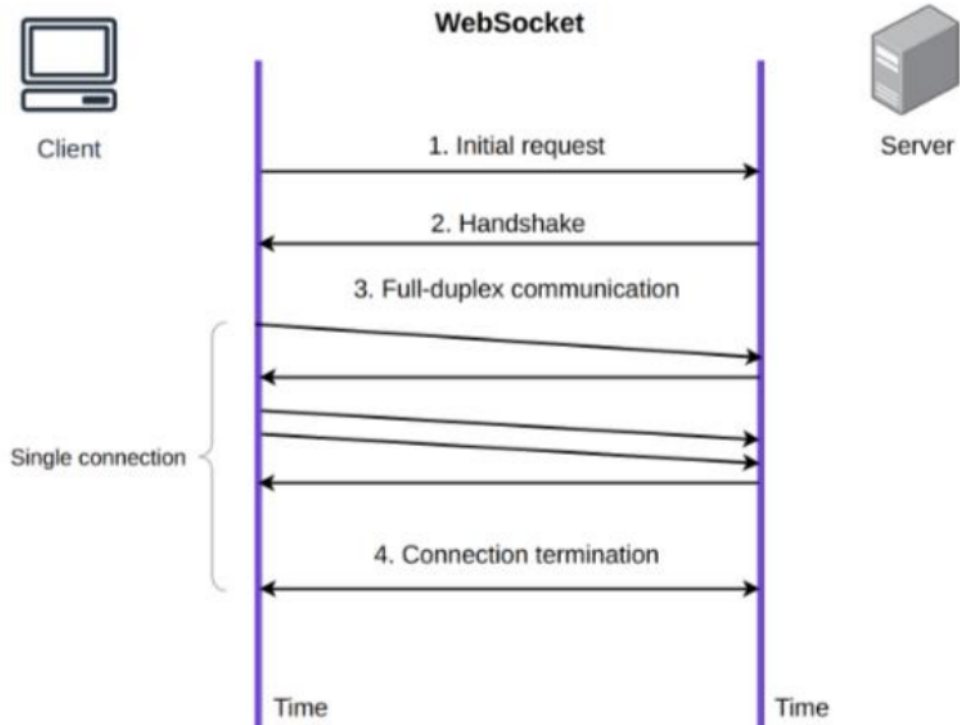 WebSocket
Client
Server
1. Initial request
2. Handshake
3. Full-duplex communication
Single connection
4. Connection termination
Time
Time